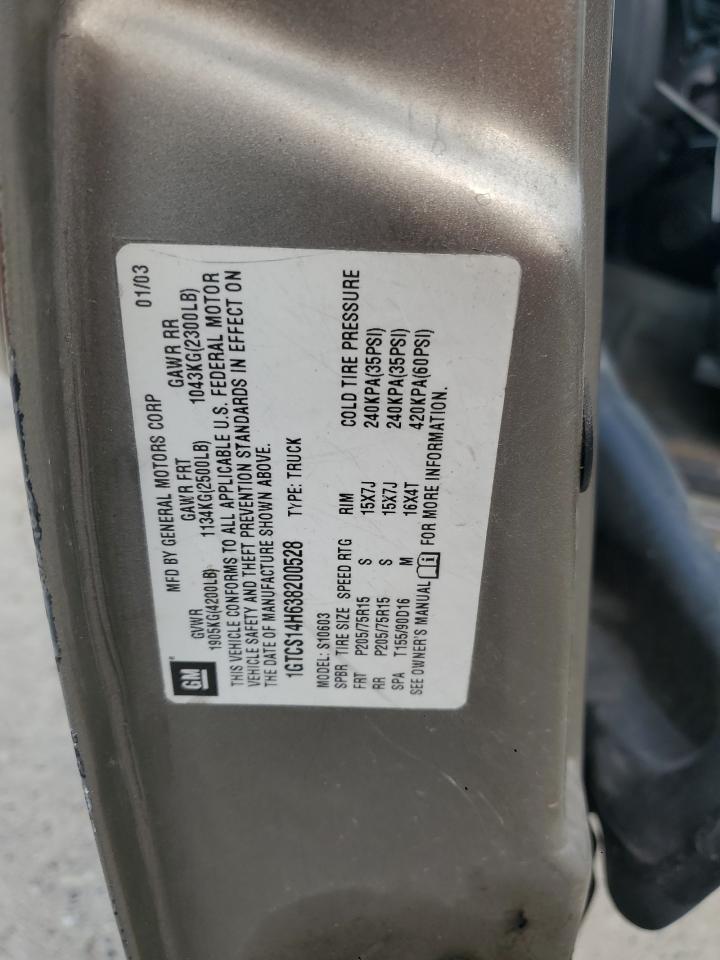 GM ®
MFD BY GENERAL MOTORS CORP 01/03
GVWR GAWR FRT GAWR RR
1905KG(4200LB) 1134KG(2500LB) 1043KG(2300LB)
THIS VEHICLE CONFORMS TO ALL APPLICABLE U.S. FEDERAL MOTOR
VEHICLE SAFETY AND THEFT PREVENTION STANDARDS IN EFFECT ON
THE DATE OF MANUFACTURE SHOWN ABOVE.
1GTCS14H638200528 TYPE: TRUCK
MODEL: S10603
SPBR TIRE SIZE SPEED RTG RIM COLD TIRE PRESSURE
FRT P205/75R15 S 15X7J 240KPA(35PSI)
RR P205/75R15 S 15X7J 240KPA(35PSI)
SPA T155/90D16 M 16X4T 420KPA(60PSI)
SEE OWNER'S MANUAL FOR MORE INFORMATION.